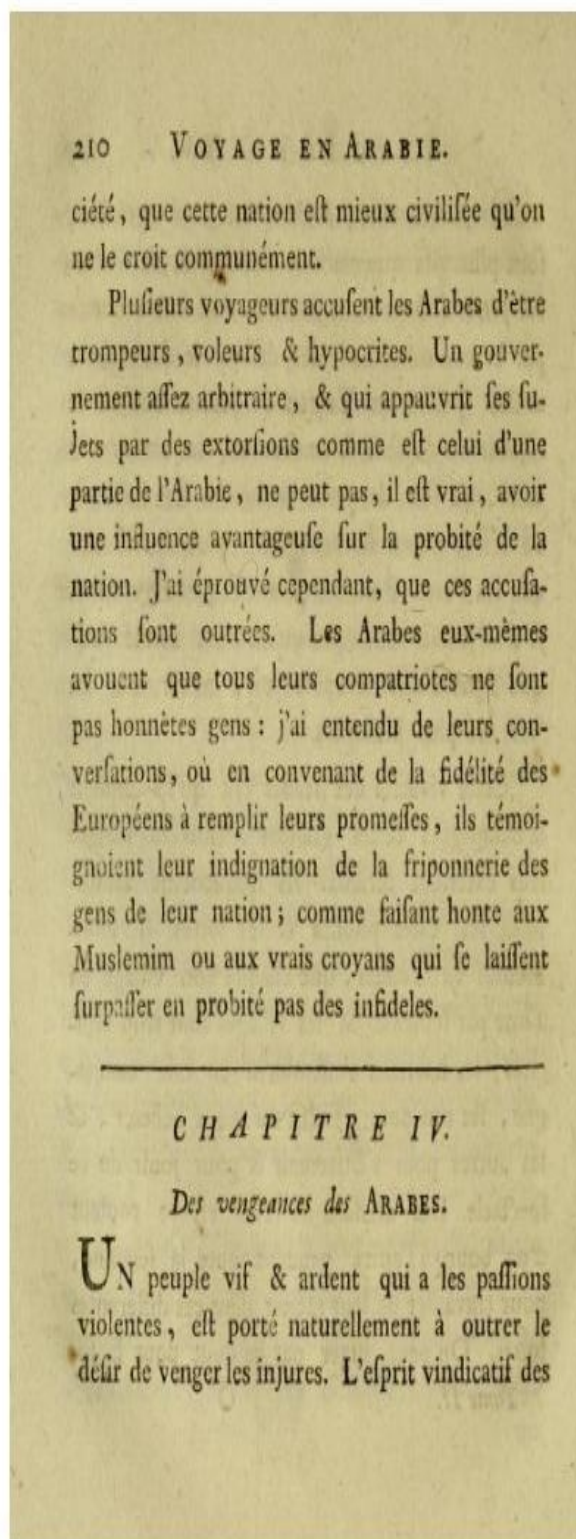 210 VOYAGE EN ARABIE.
ciété, que cette nation eſt mieux civiliſée qu'on
ne le croit communément.
Pluſieurs voyageurs accuſent les Arabes d'être
trompeurs, voleurs & hypocrites. Un gouver-
nement aſſez arbitraire, & qui appauvrit ſes ſu-
jets par des extorſions comme eſt celui d'une
partie de l'Arabie, ne peut pas, il eſt vrai, avoir
une influence avantageuſe ſur la probité de la
nation. J'ai éprouvé cependant, que ces accuſa-
tions ſont outrées. Les Arabes eux-mêmes
avouent que tous leurs compatriotes ne ſont
pas honnètes gens : j'ai entendu de leurs con-
verſations, où en convenant de la fidélité des
Européens à remplir leurs promeſſes, ils témoi-
gnoient leur indignation de la friponnerie des
gens de leur nation ; comme faiſant honte aux
Muslemim ou aux vrais croyans qui ſe laiſſent
ſurpaſſer en probité pas des infideles.
CHAPITRE IV.
Des vengeances des ARABES.
UN peuple vif & ardent qui a les paſſions
violentes, eſt porté naturellement à outrer le
déſir de venger les injures. L'eſprit vindicatif des